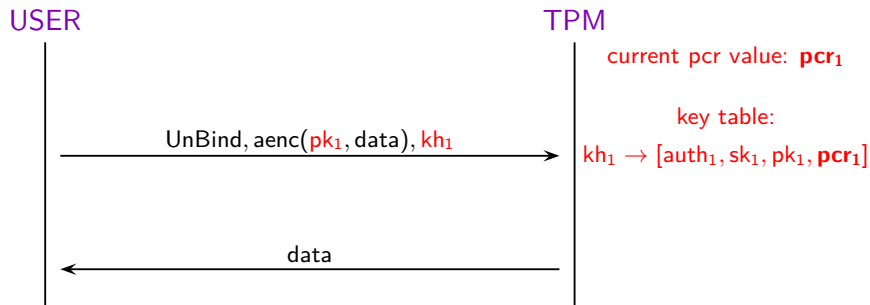 USER
TPM
current pcr value: pcr₁
key table:
UnBind, aenc(pk₁, data), kh₁
kh₁ → [auth₁, sk₁, pk₁, pcr₁]
data